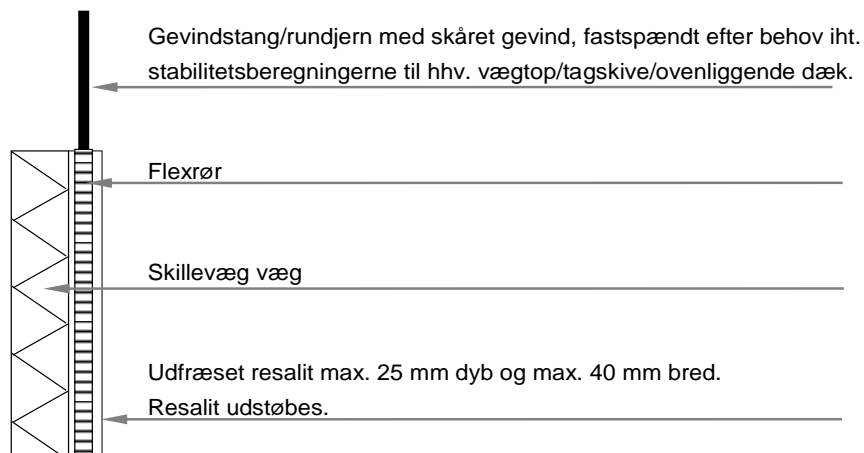 Gevindstang/rundjern med skåret gevind, fastspændt efter behov iht.
stabilitetsberegningerne til hhv. vægtop/tagskive/ovenliggende dæk.
Flexrør
Skillevæg væg
Udfræset resalit max. 25 mm dyb og max. 40 mm bred.
Resalit udstøbes.